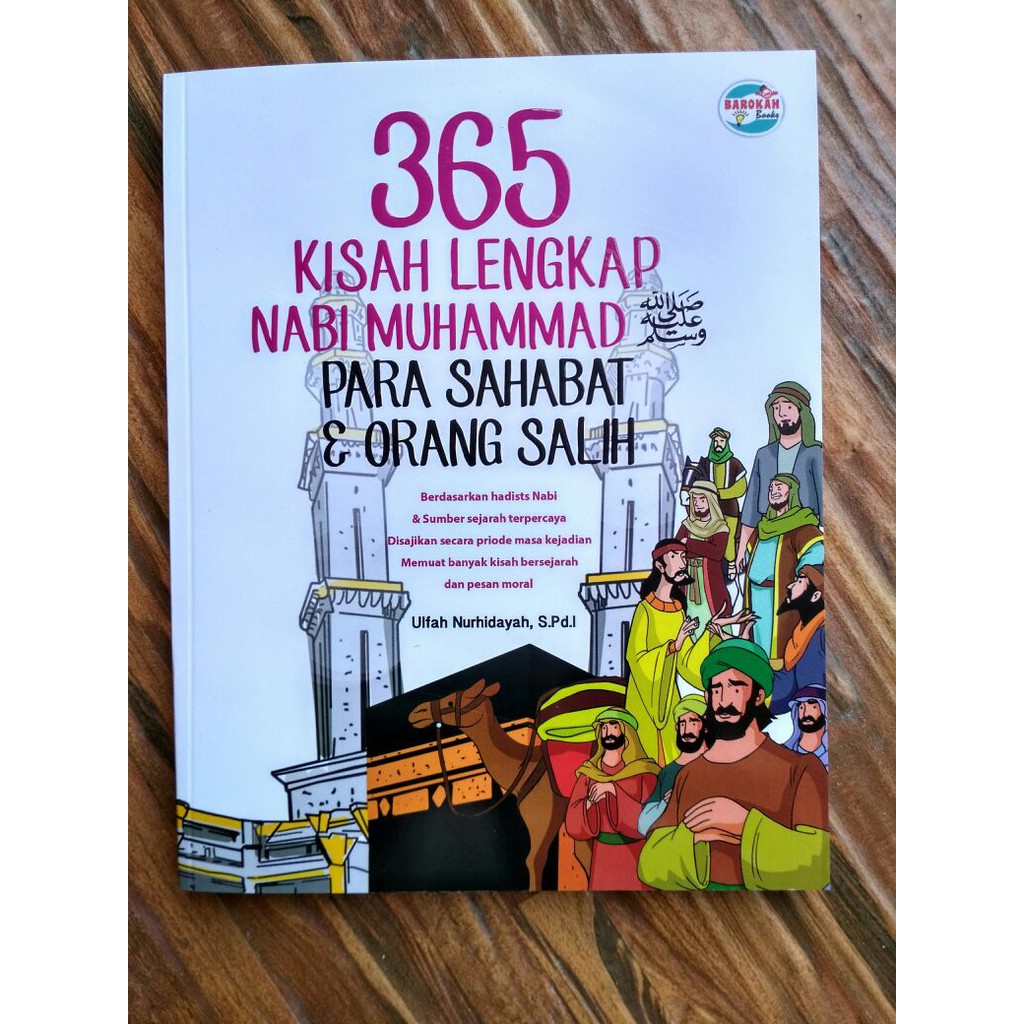 BAROKAH
Books
365
KISAH LENGKAP
NABI MUHAMMAD صلى الله عليه وسلم
PARA SAHABAT
& ORANG SALIH
Berdasarkan hadists Nabi
& Sumber sejarah terpercaya
Disajikan secara priode masa kejadian
Memuat banyak kisah bersejarah
dan pesan moral
Ulfah Nurhidayah, S.Pd.I